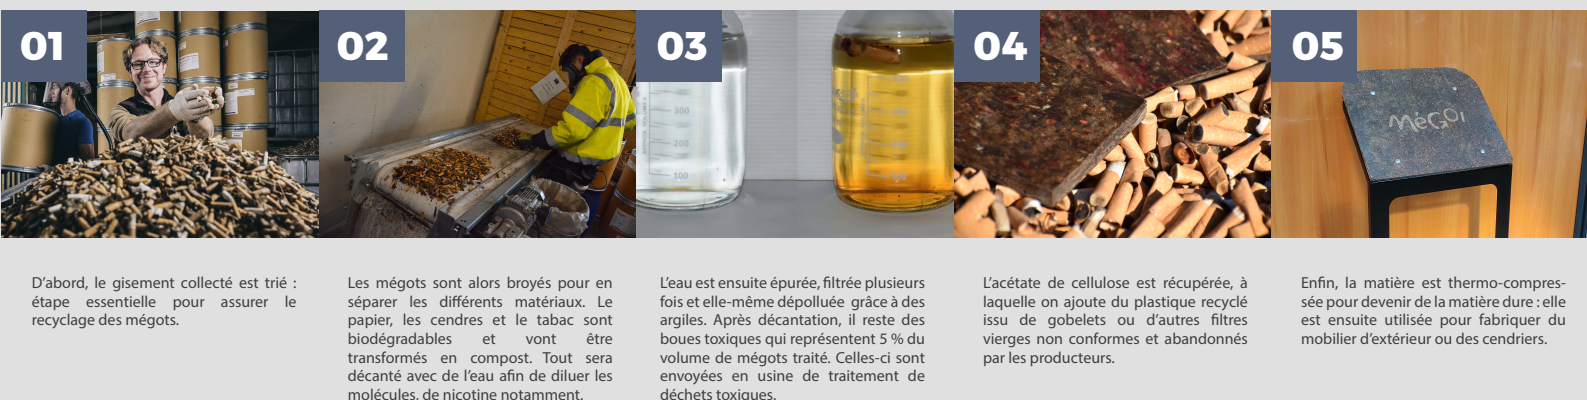 01
D'abord, le gisement collecté est trié :
étape essentielle pour assurer le
recyclage des mégots.
02
Les mégots sont alors broyés pour en
séparer les différents matériaux. Le
papier, les cendres et le tabac sont
biodégradables et vont être
transformés en compost. Tout sera
décanté avec de l'eau afin de diluer les
molécules, de nicotine notamment.
03
300
200
100
L'eau est ensuite épurée, filtrée plusieurs
fois et elle-même dépolluée grâce à des
argiles. Après décantation, il reste des
boues toxiques qui représentent 5 % du
volume de mégots traité. Celles-ci sont
envoyées en usine de traitement de
déchets toxiques.
04
L'acétate de cellulose est récupérée, à
laquelle on ajoute du plastique recyclé
issu de gobelets ou d'autres filtres
vierges non conformes et abandonnés
par les producteurs.
05
MéGO!
Enfin, la matière est thermo-compres-
sée pour devenir de la matière dure : elle
est ensuite utilisée pour fabriquer du
mobilier d'extérieur ou des cendriers.